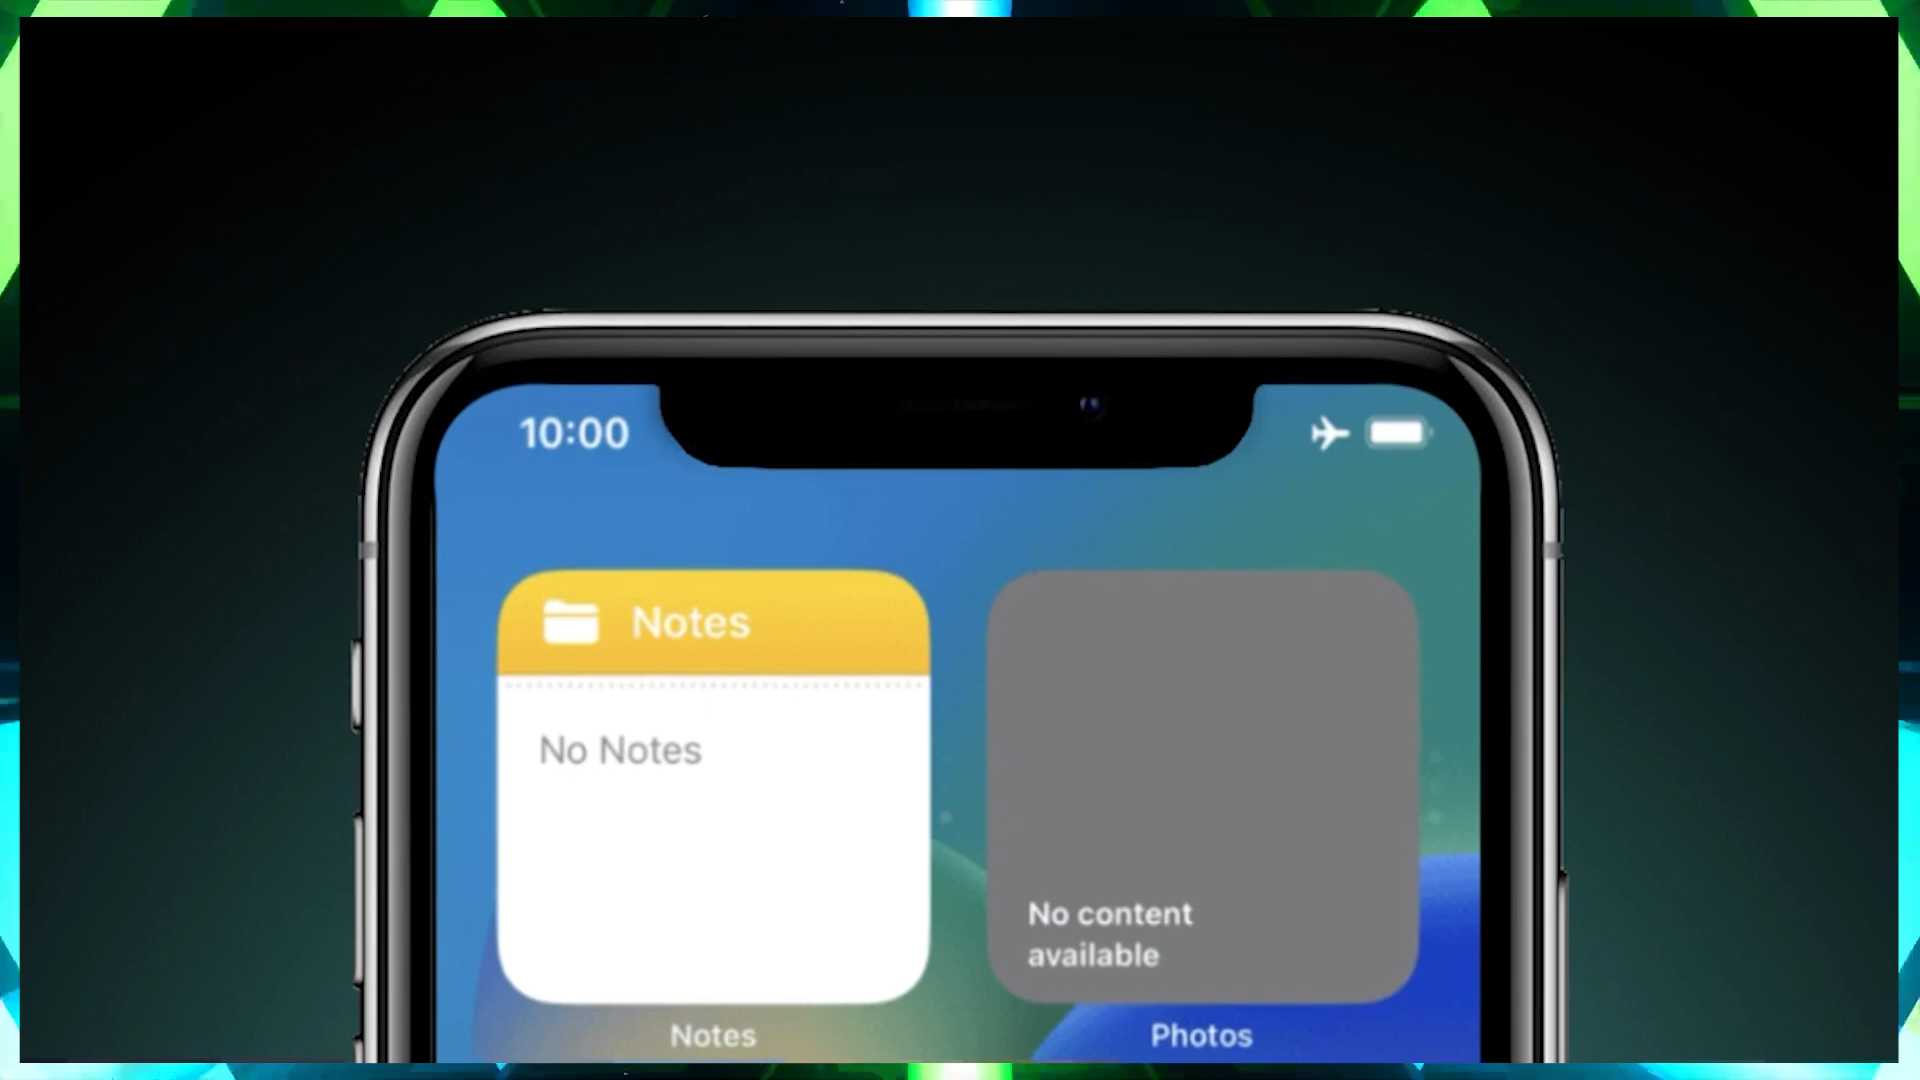 10:00
Notes
No Notes
No content
available
Notes
Photos